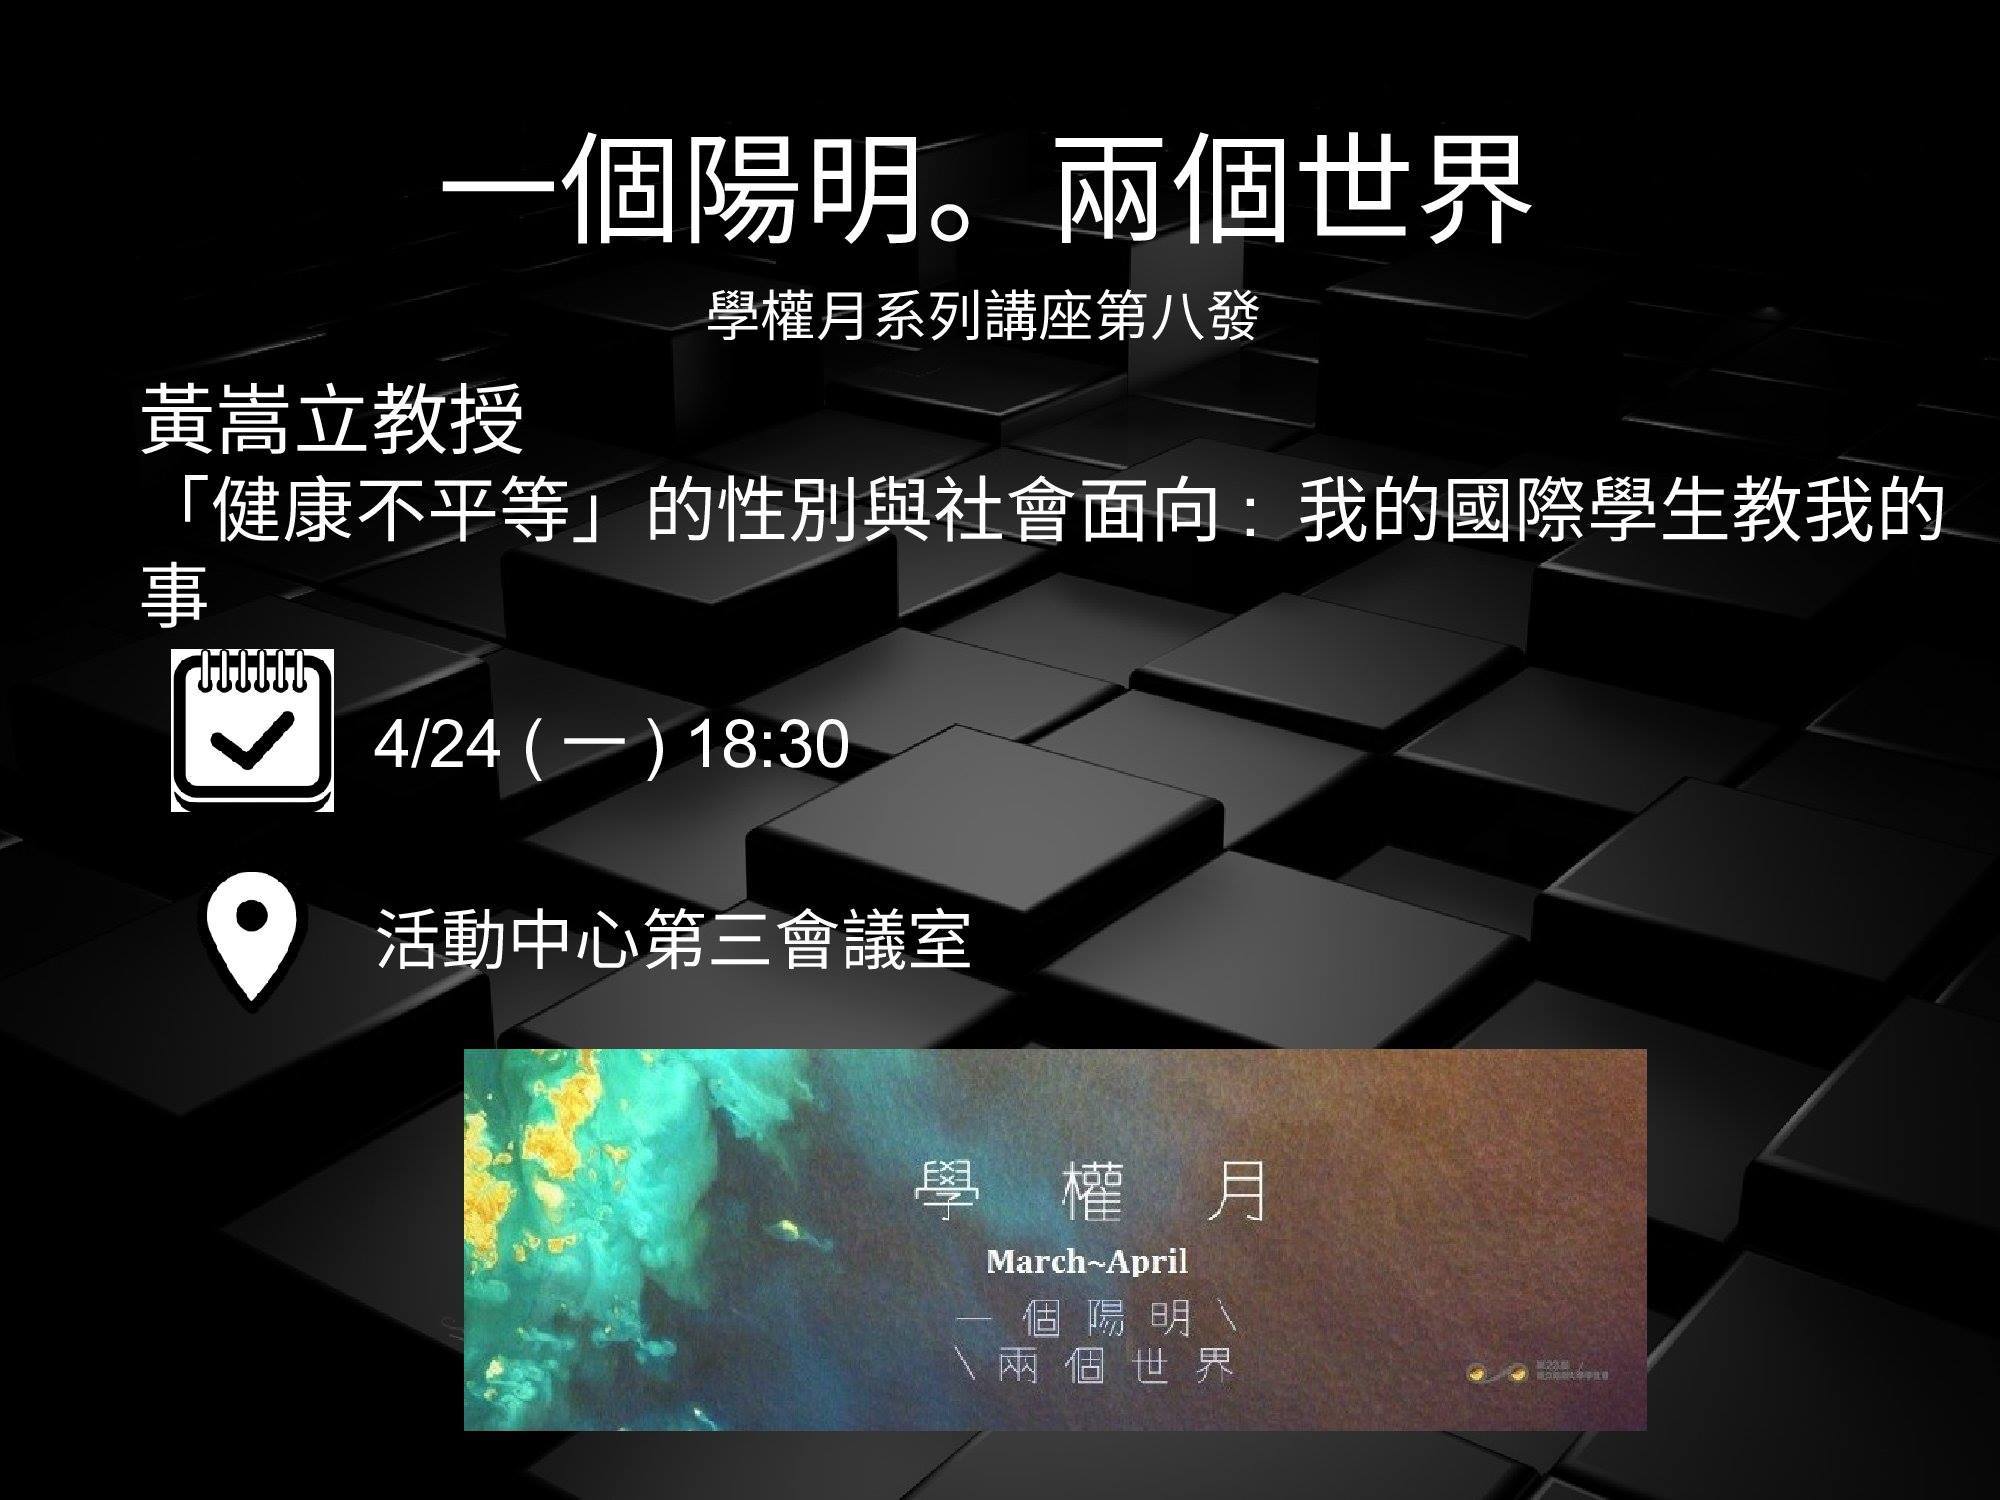 一個陽明。兩個世界
學權月系列講座第八發
黃嵩立教授
「健康不平等」的性別與社會面向：我的國際學生教我的
事
4/24 (一) 18:30
活動中心第三會議室
學 權 月
March~April
一 個 陽 明 \
\ 兩 個 世 界